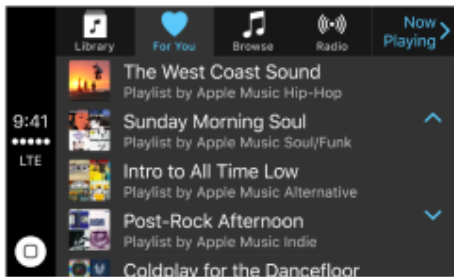 Library
For You
Browse
Radio
Now
Playing
9:41
LTE
The West Coast Sound
Playlist by Apple Music Hip-Hop
Sunday Morning Soul
Playlist by Apple Music Soul/Funk
Intro to All Time Low
Playlist by Apple Music Alternative
Post-Rock Afternoon
Playlist by Apple Music Indie
Coldplay for the Dancefloor